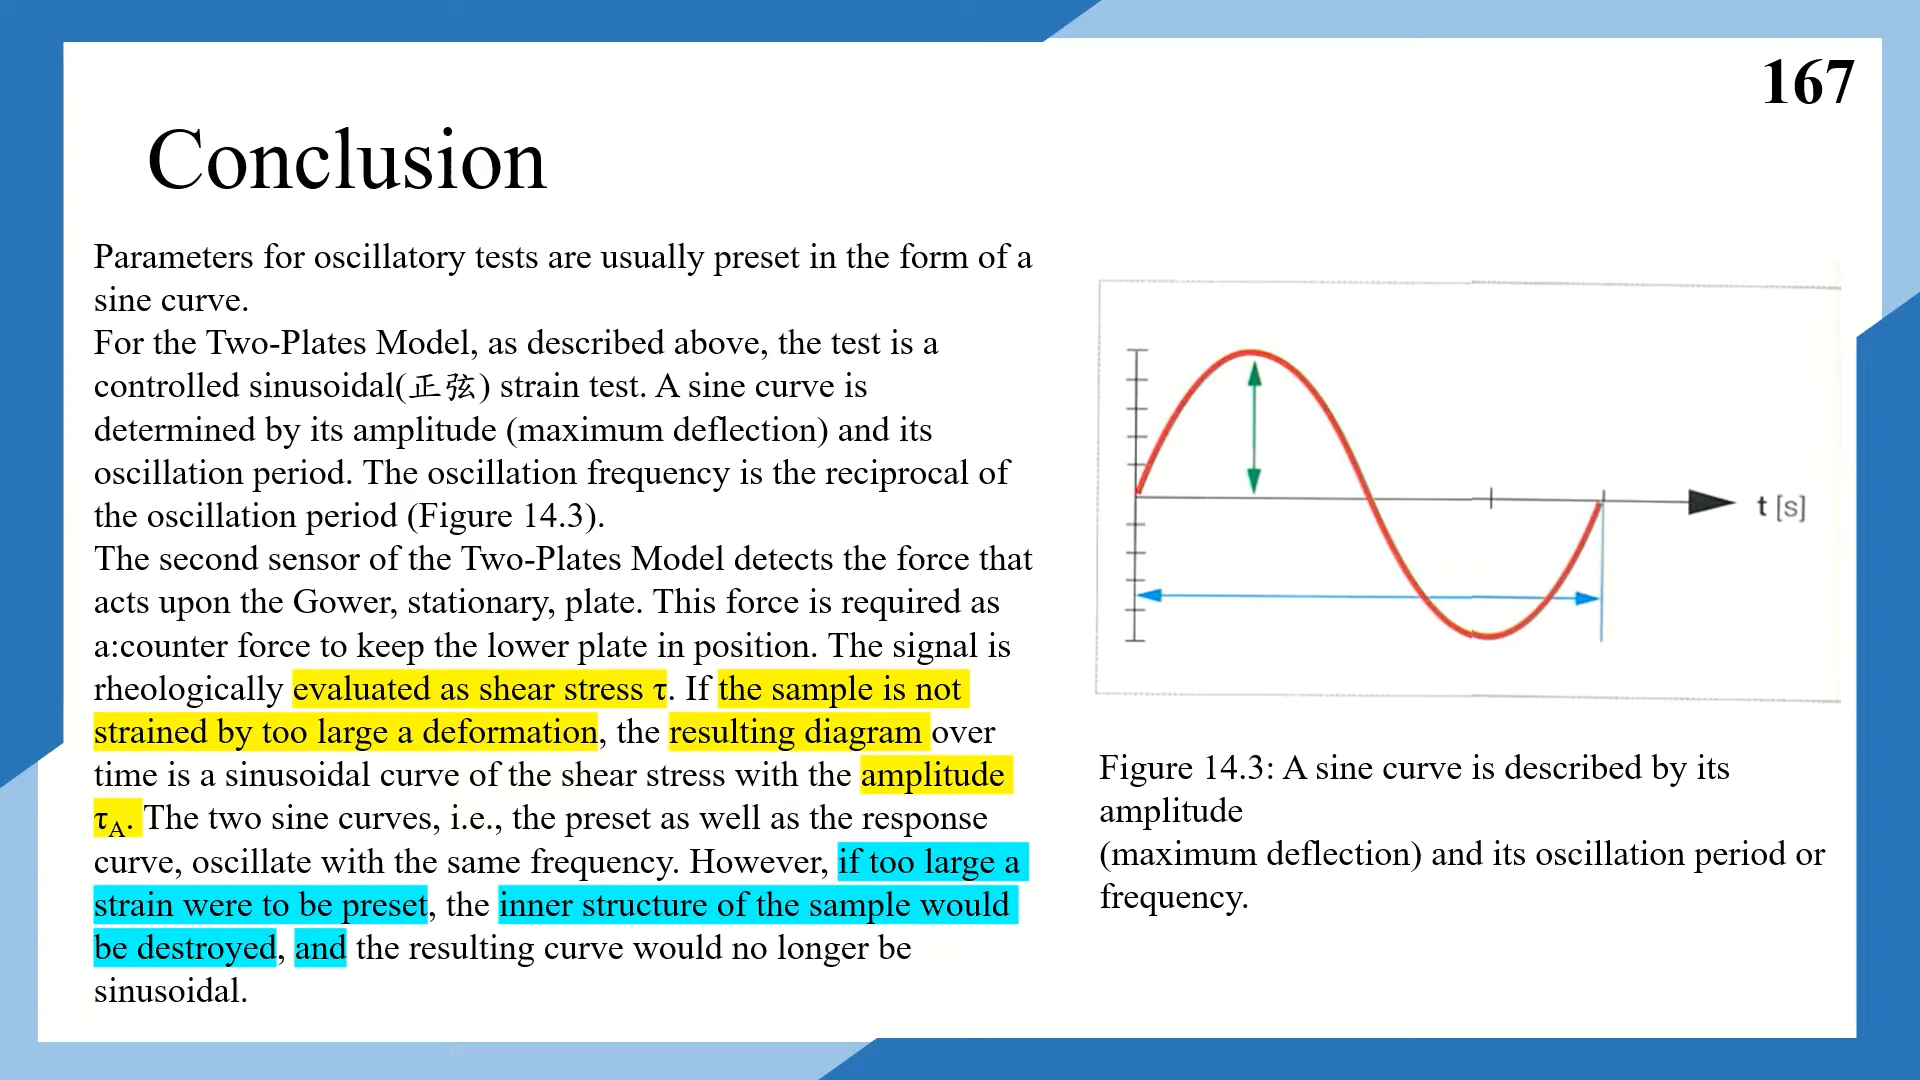 167
Conclusion
Parameters for oscillatory tests are usually preset in the form of a
sine curve.
For the Two-Plates Model, as described above, the test is a
controlled sinusoidal(正弦) strain test. A sine curve is
determined by its amplitude (maximum deflection) and its
oscillation period. The oscillation frequency is the reciprocal of
the oscillation period (Figure 14.3).
The second sensor of the Two-Plates Model detects the force that
acts upon the Gower, stationary, plate. This force is required as
a:counter force to keep the lower plate in position. The signal is
rheologically evaluated as shear stress τ. If the sample is not
strained by too large a deformation, the resulting diagram over
time is a sinusoidal curve of the shear stress with the amplitude
τA. The two sine curves, i.e., the preset as well as the response
curve, oscillate with the same frequency. However, if too large a
strain were to be preset, the inner structure of the sample would
be destroyed, and the resulting curve would no longer be
sinusoidal.
t [s]
Figure 14.3: A sine curve is described by its
amplitude
(maximum deflection) and its oscillation period or
frequency.